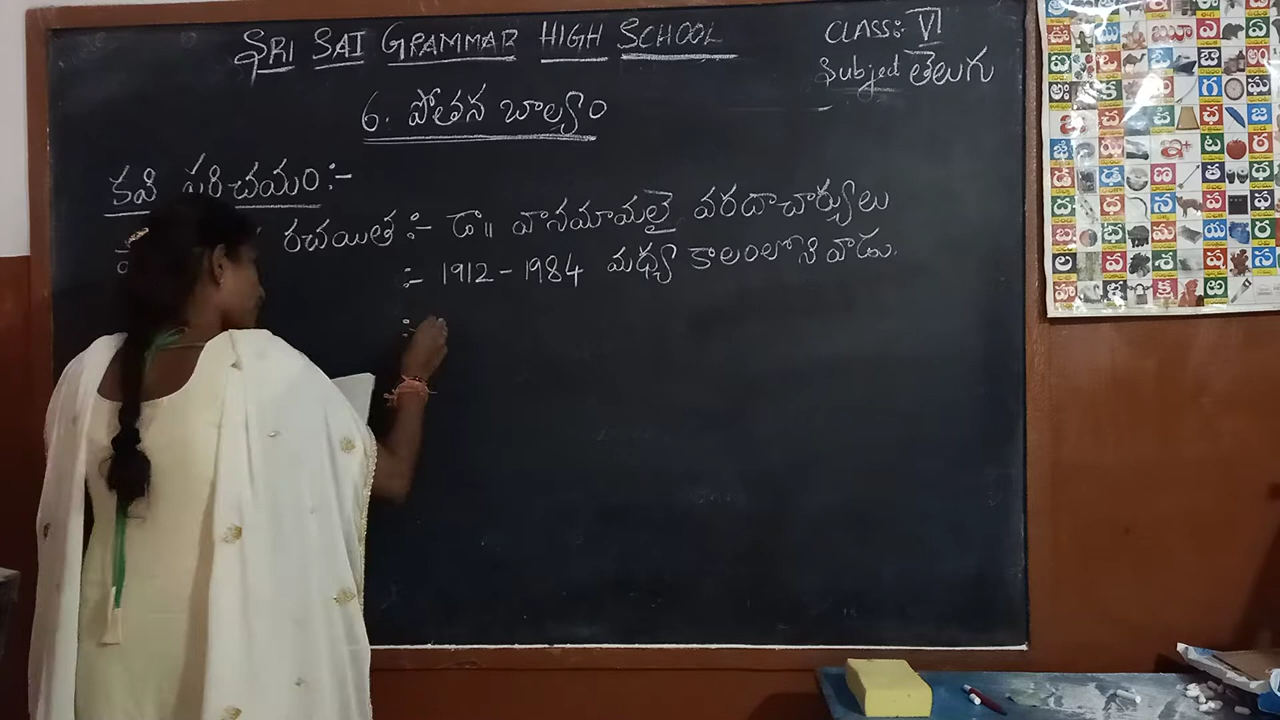 SRI SAI GRAMMAR HIGH SCHOOL
CLASS: VI
Subject తెలుగు
6. పోతన బాల్యం
కవి పరిచయం:-
రచయిత :- డా॥ వానమామలై వరదాచార్యులు
:- 1912 - 1984 మధ్య కాలంలోనివాడు.
:-